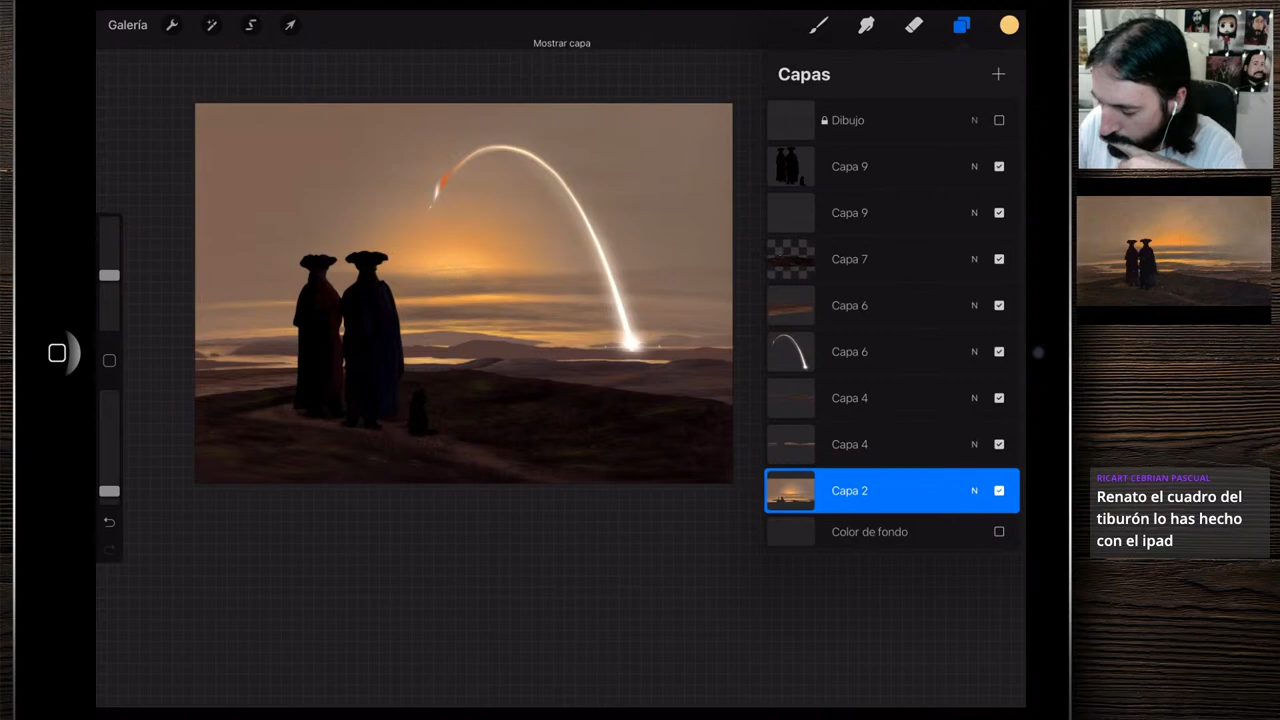 Galería
Mostrar capa
Capas
Dibujo N
Capa 9 N
Capa 9 N
Capa 7 N
Capa 6 N
Capa 6 N
Capa 4 N
Capa 4 N
Capa 2 N
Color de fondo
RICART CEBRIAN PASCUAL
Renato el cuadro del
tiburón lo has hecho
con el ipad